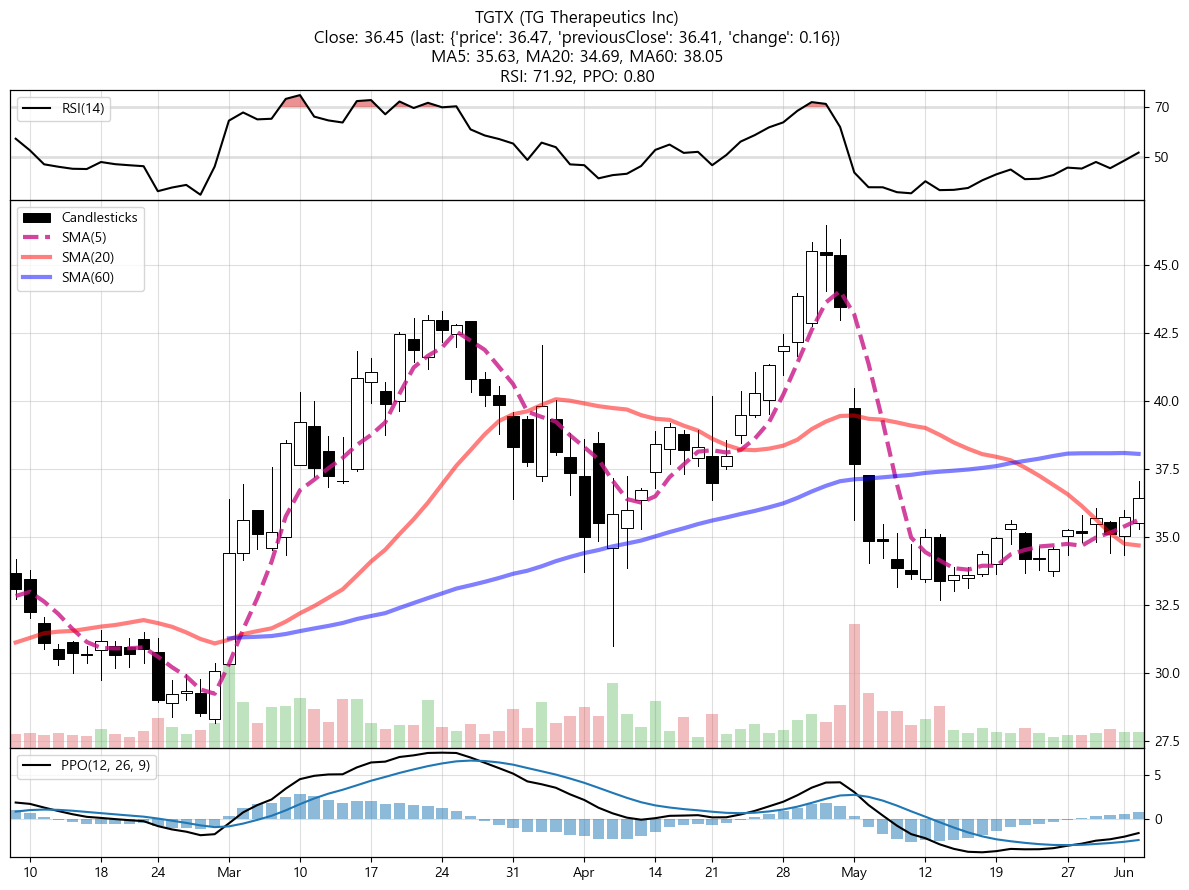 TGTX (TG Therapeutics Inc)
Close: 36.45 (last: {'price': 36.47, 'previousClose': 36.41, 'change': 0.16})
MA5: 35.63, MA20: 34.69, MA60: 38.05
RSI: 71.92, PPO: 0.80
RSI(14)
70
50
Candlesticks
SMA(5)
SMA(20)
SMA(60)
45.0
42.5
40.0
37.5
35.0
32.5
30.0
27.5
PPO(12, 26, 9)
5
0
10 18 24 Mar 10 17 24 31 Apr 14 21 28 May 12 19 27 Jun